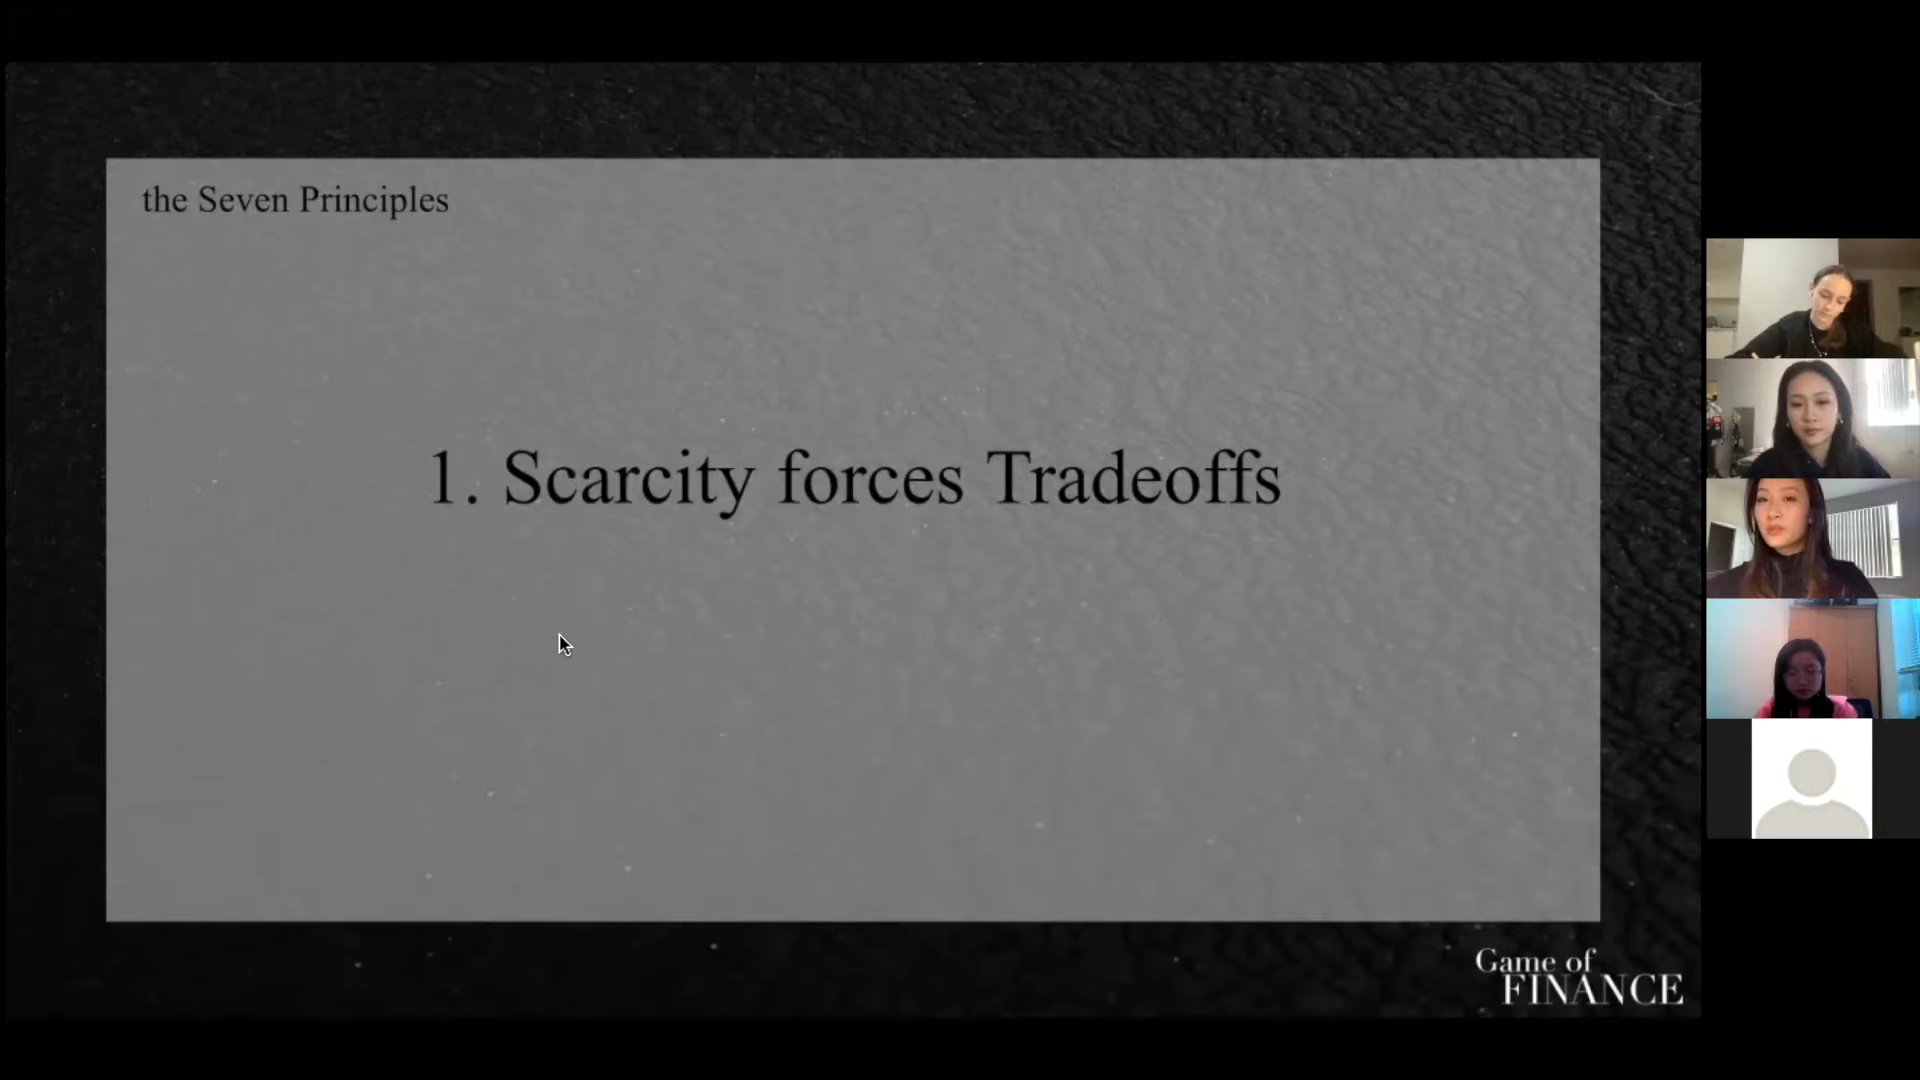 the Seven Principles
1. Scarcity forces Tradeoffs
Game of
FINANCE